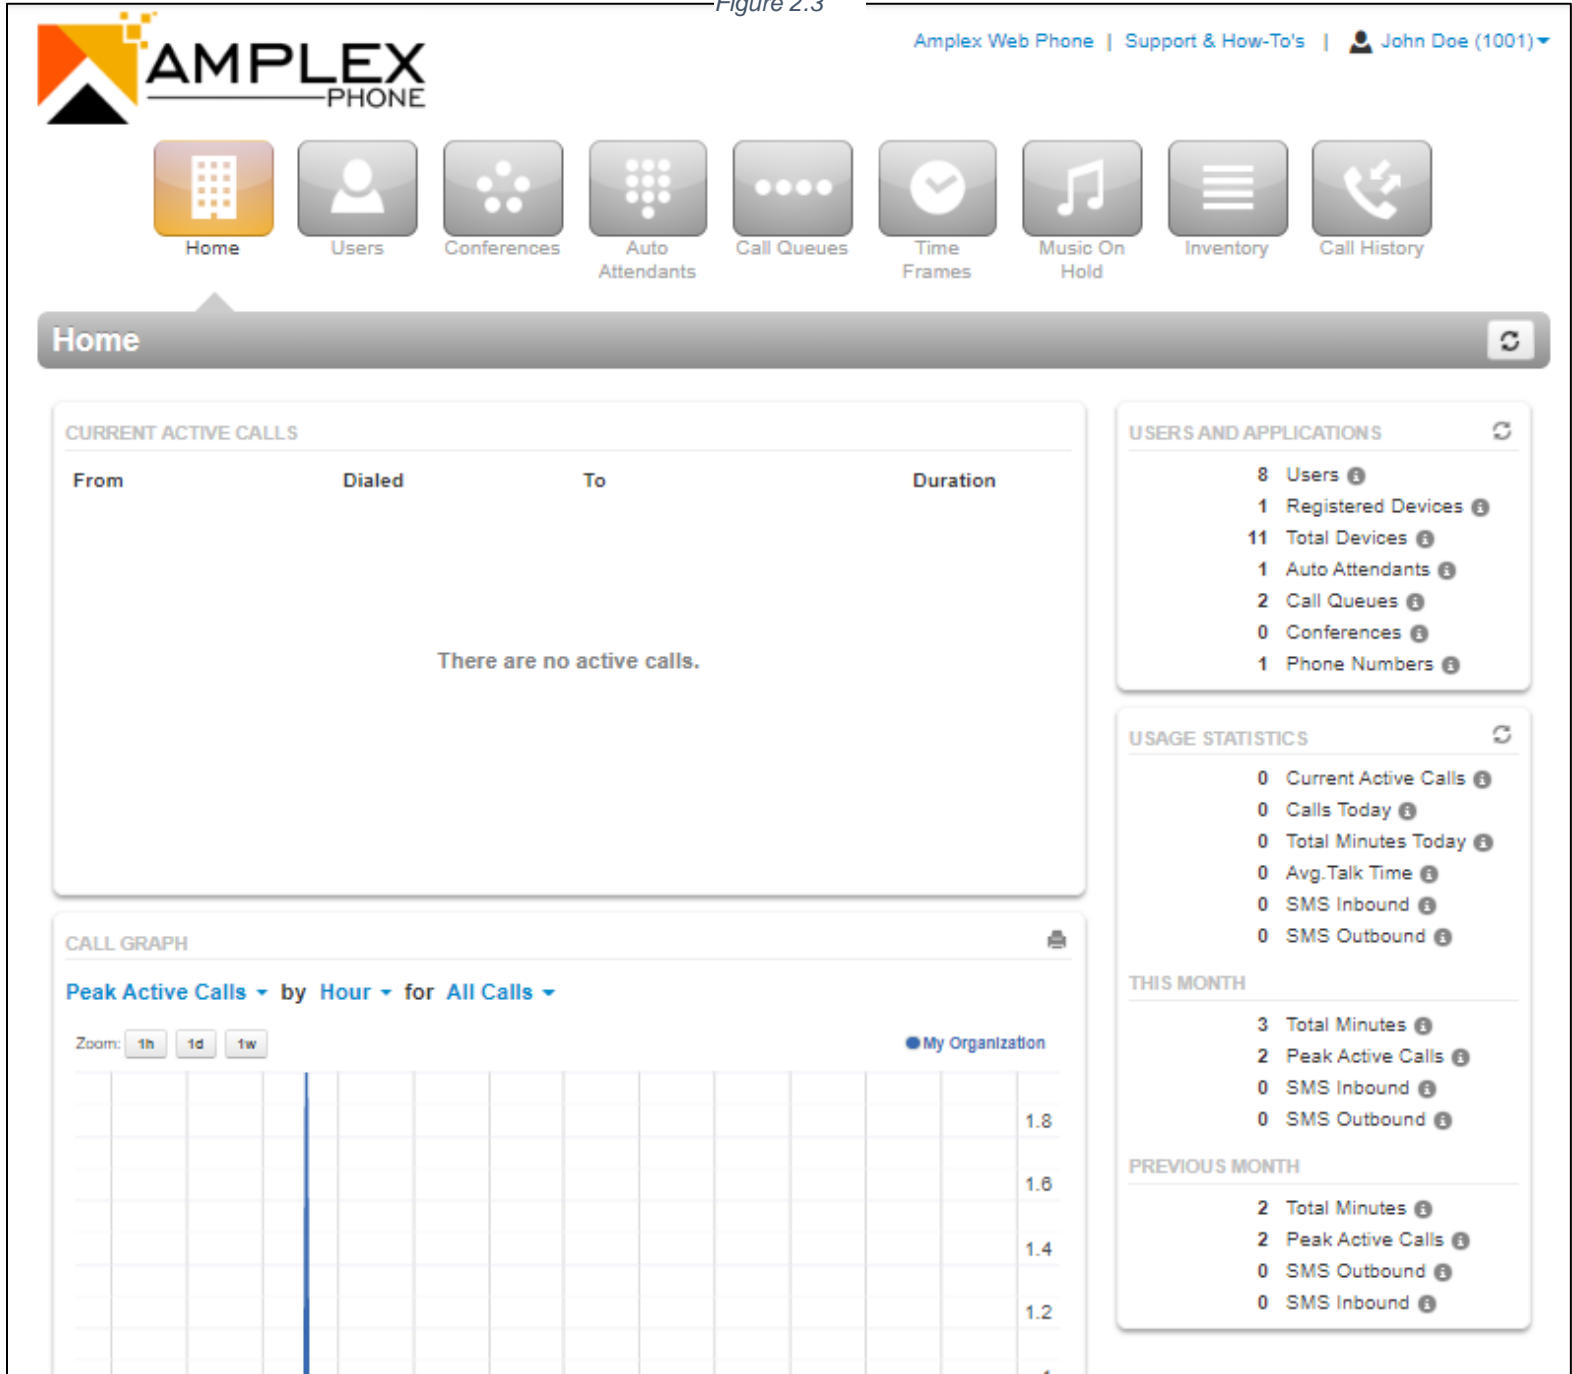 Figure 2.3
AMPLEX
PHONE
Amplex Web Phone | Support & How-To's | John Doe (1001)
Home
Users
Conferences
Auto
Attendants
Call Queues
Time
Frames
Music On
Hold
Inventory
Call History
Home
CURRENT ACTIVE CALLS
From Dialed To Duration
There are no active calls.
CALL GRAPH
Peak Active Calls by Hour for All Calls
Zoom: 1h 1d 1w
My Organization
1.8
1.6
1.4
1.2
USERS AND APPLICATIONS
8 Users
1 Registered Devices
11 Total Devices
1 Auto Attendants
2 Call Queues
0 Conferences
1 Phone Numbers
USAGE STATISTICS
0 Current Active Calls
0 Calls Today
0 Total Minutes Today
0 Avg.Talk Time
0 SMS Inbound
0 SMS Outbound
THIS MONTH
3 Total Minutes
2 Peak Active Calls
0 SMS Inbound
0 SMS Outbound
PREVIOUS MONTH
2 Total Minutes
2 Peak Active Calls
0 SMS Outbound
0 SMS Inbound